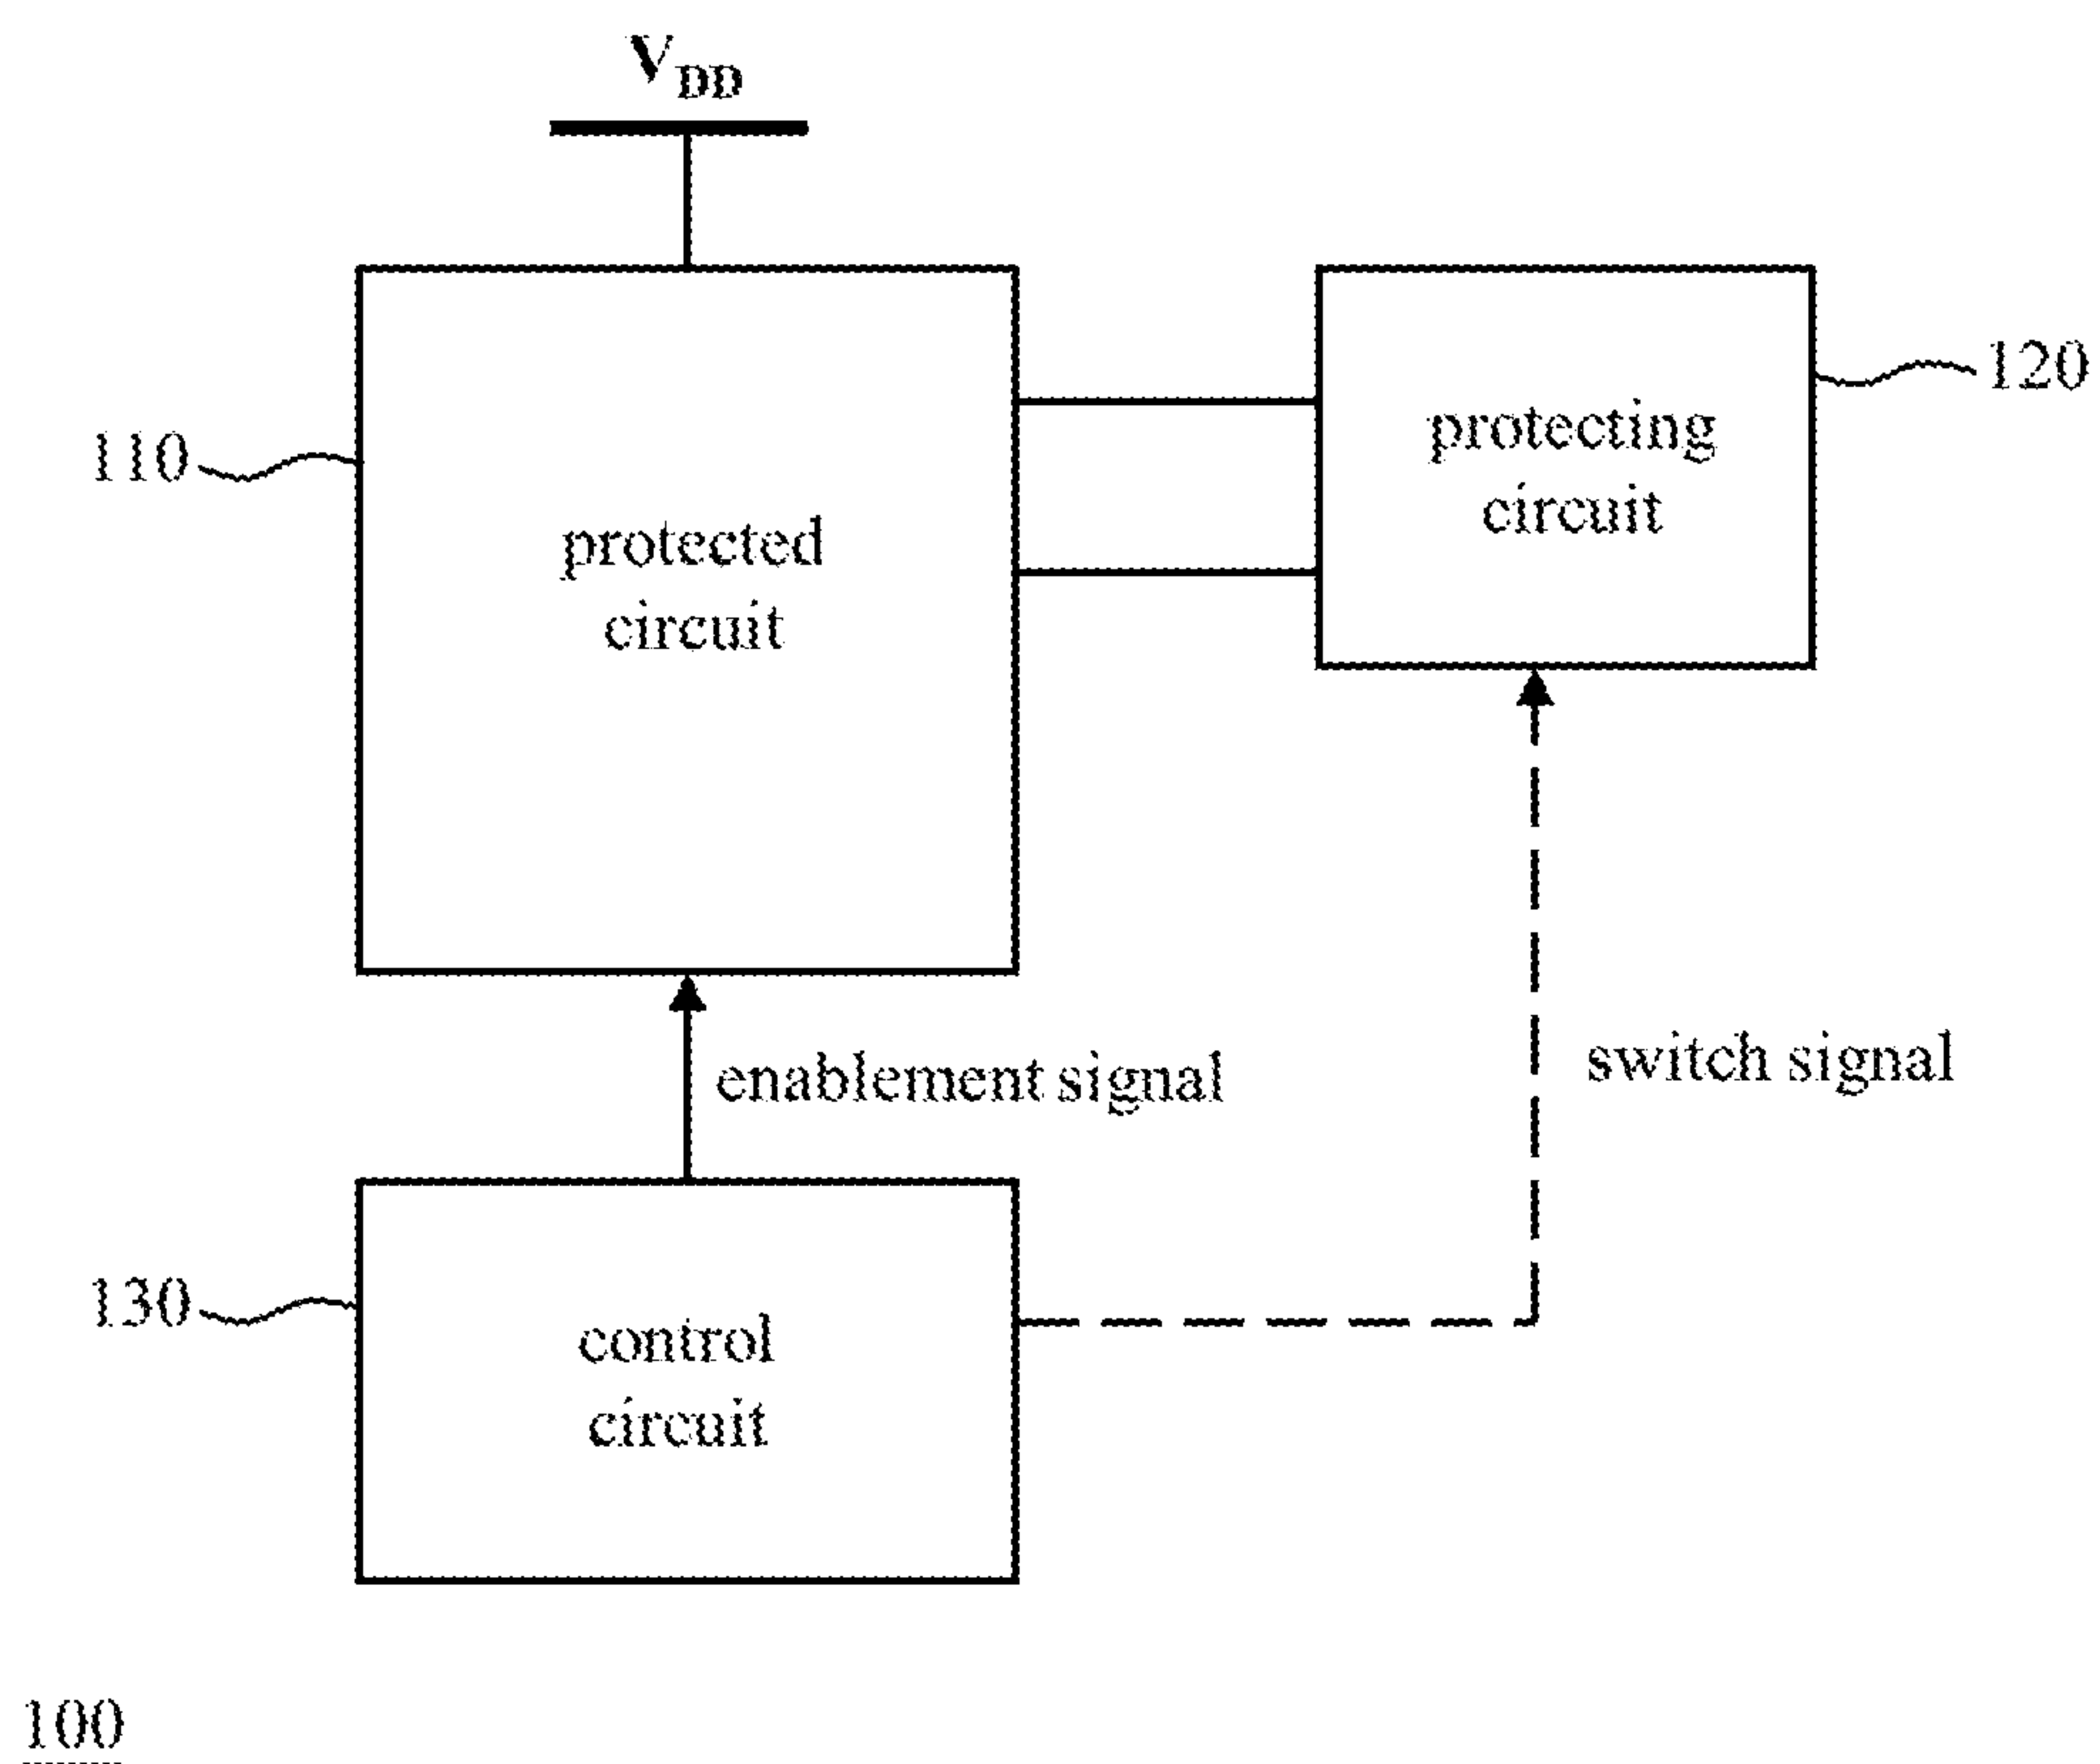 VDD
120
protecting
circuit
110
protected
circuit
enablement signal
switch signal
130
control
circuit
100